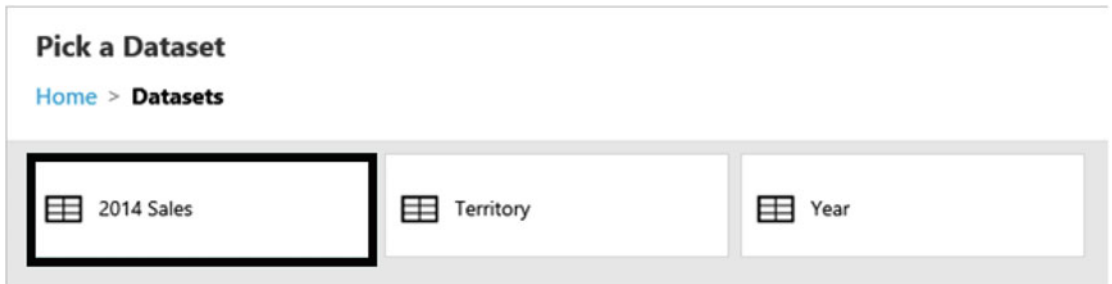 Pick a Dataset
Home > Datasets
2014 Sales
Territory
Year